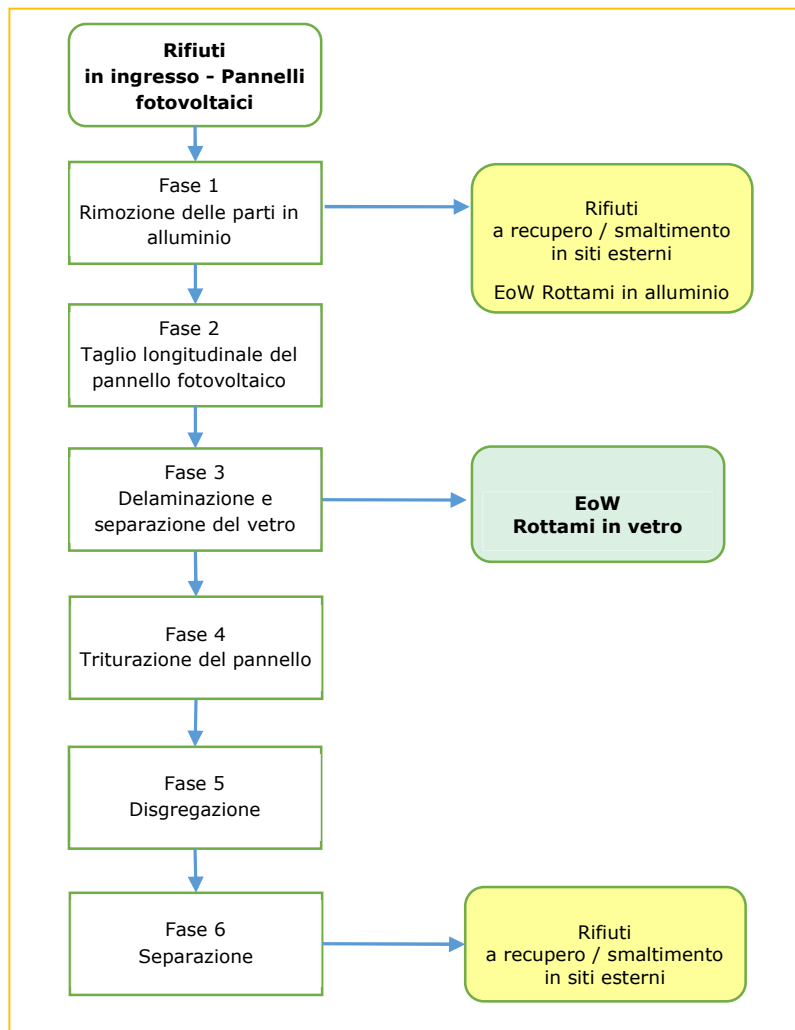 Rifiuti
in ingresso - Pannelli
fotovoltaici
Fase 1
Rimozione delle parti in
alluminio
Rifiuti
a recupero / smaltimento
in siti esterni
EoW Rottami in alluminio
Fase 2
Taglio longitudinale del
pannello fotovoltaico
Fase 3
Delaminazione e
separazione del vetro
EoW
Rottami in vetro
Fase 4
Triturazione del pannello
Fase 5
Disgregazione
Fase 6
Separazione
Rifiuti
a recupero / smaltimento
in siti esterni